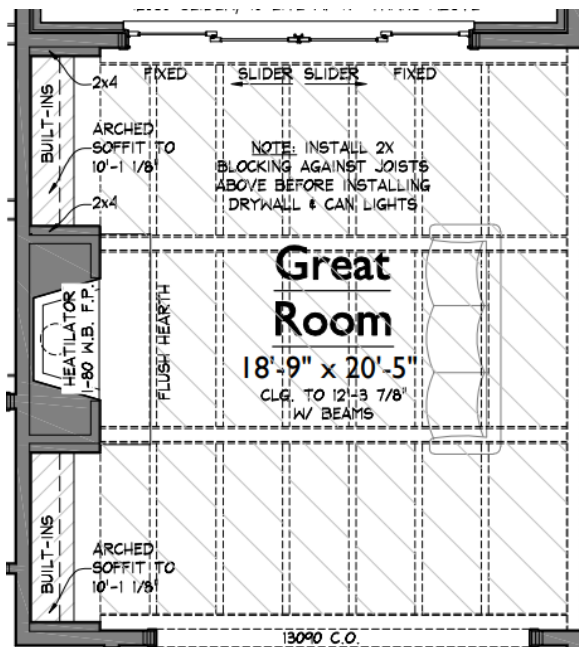 FIXED
SLIDER SLIDER
FIXED
2x4
BUILT-INS
ARCHED
SOFFIT TO
10'-1 1/8"
2x4
NOTE: INSTALL 2X
BLOCKING AGAINST JOISTS
ABOVE BEFORE INSTALLING
DRYWALL & CAN LIGHTS
HEATILATOR
I-80 W.B. F.P.
FLUSH HEARTH
Great
Room
18'-9" x 20'-5"
CLG. TO 12'-3 7/8"
W/ BEAMS
BUILT-INS
ARCHED
SOFFIT TO
10'-1 1/8"
13090 C.O.